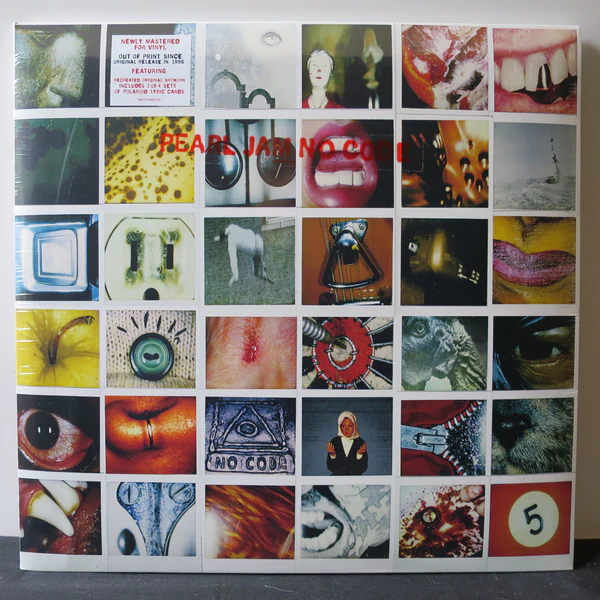 NEWLY MASTERED
FOR VINYL
OUT OF PRINT SINCE
ORIGINAL RELEASE IN 1996
FEATURING
RECREATED ORIGINAL ARTWORK
INCLUDES 1 OF 4 SETS
OF POLAROID LYRIC CARDS
PEARL JAM NO CODE
NO CODE
5